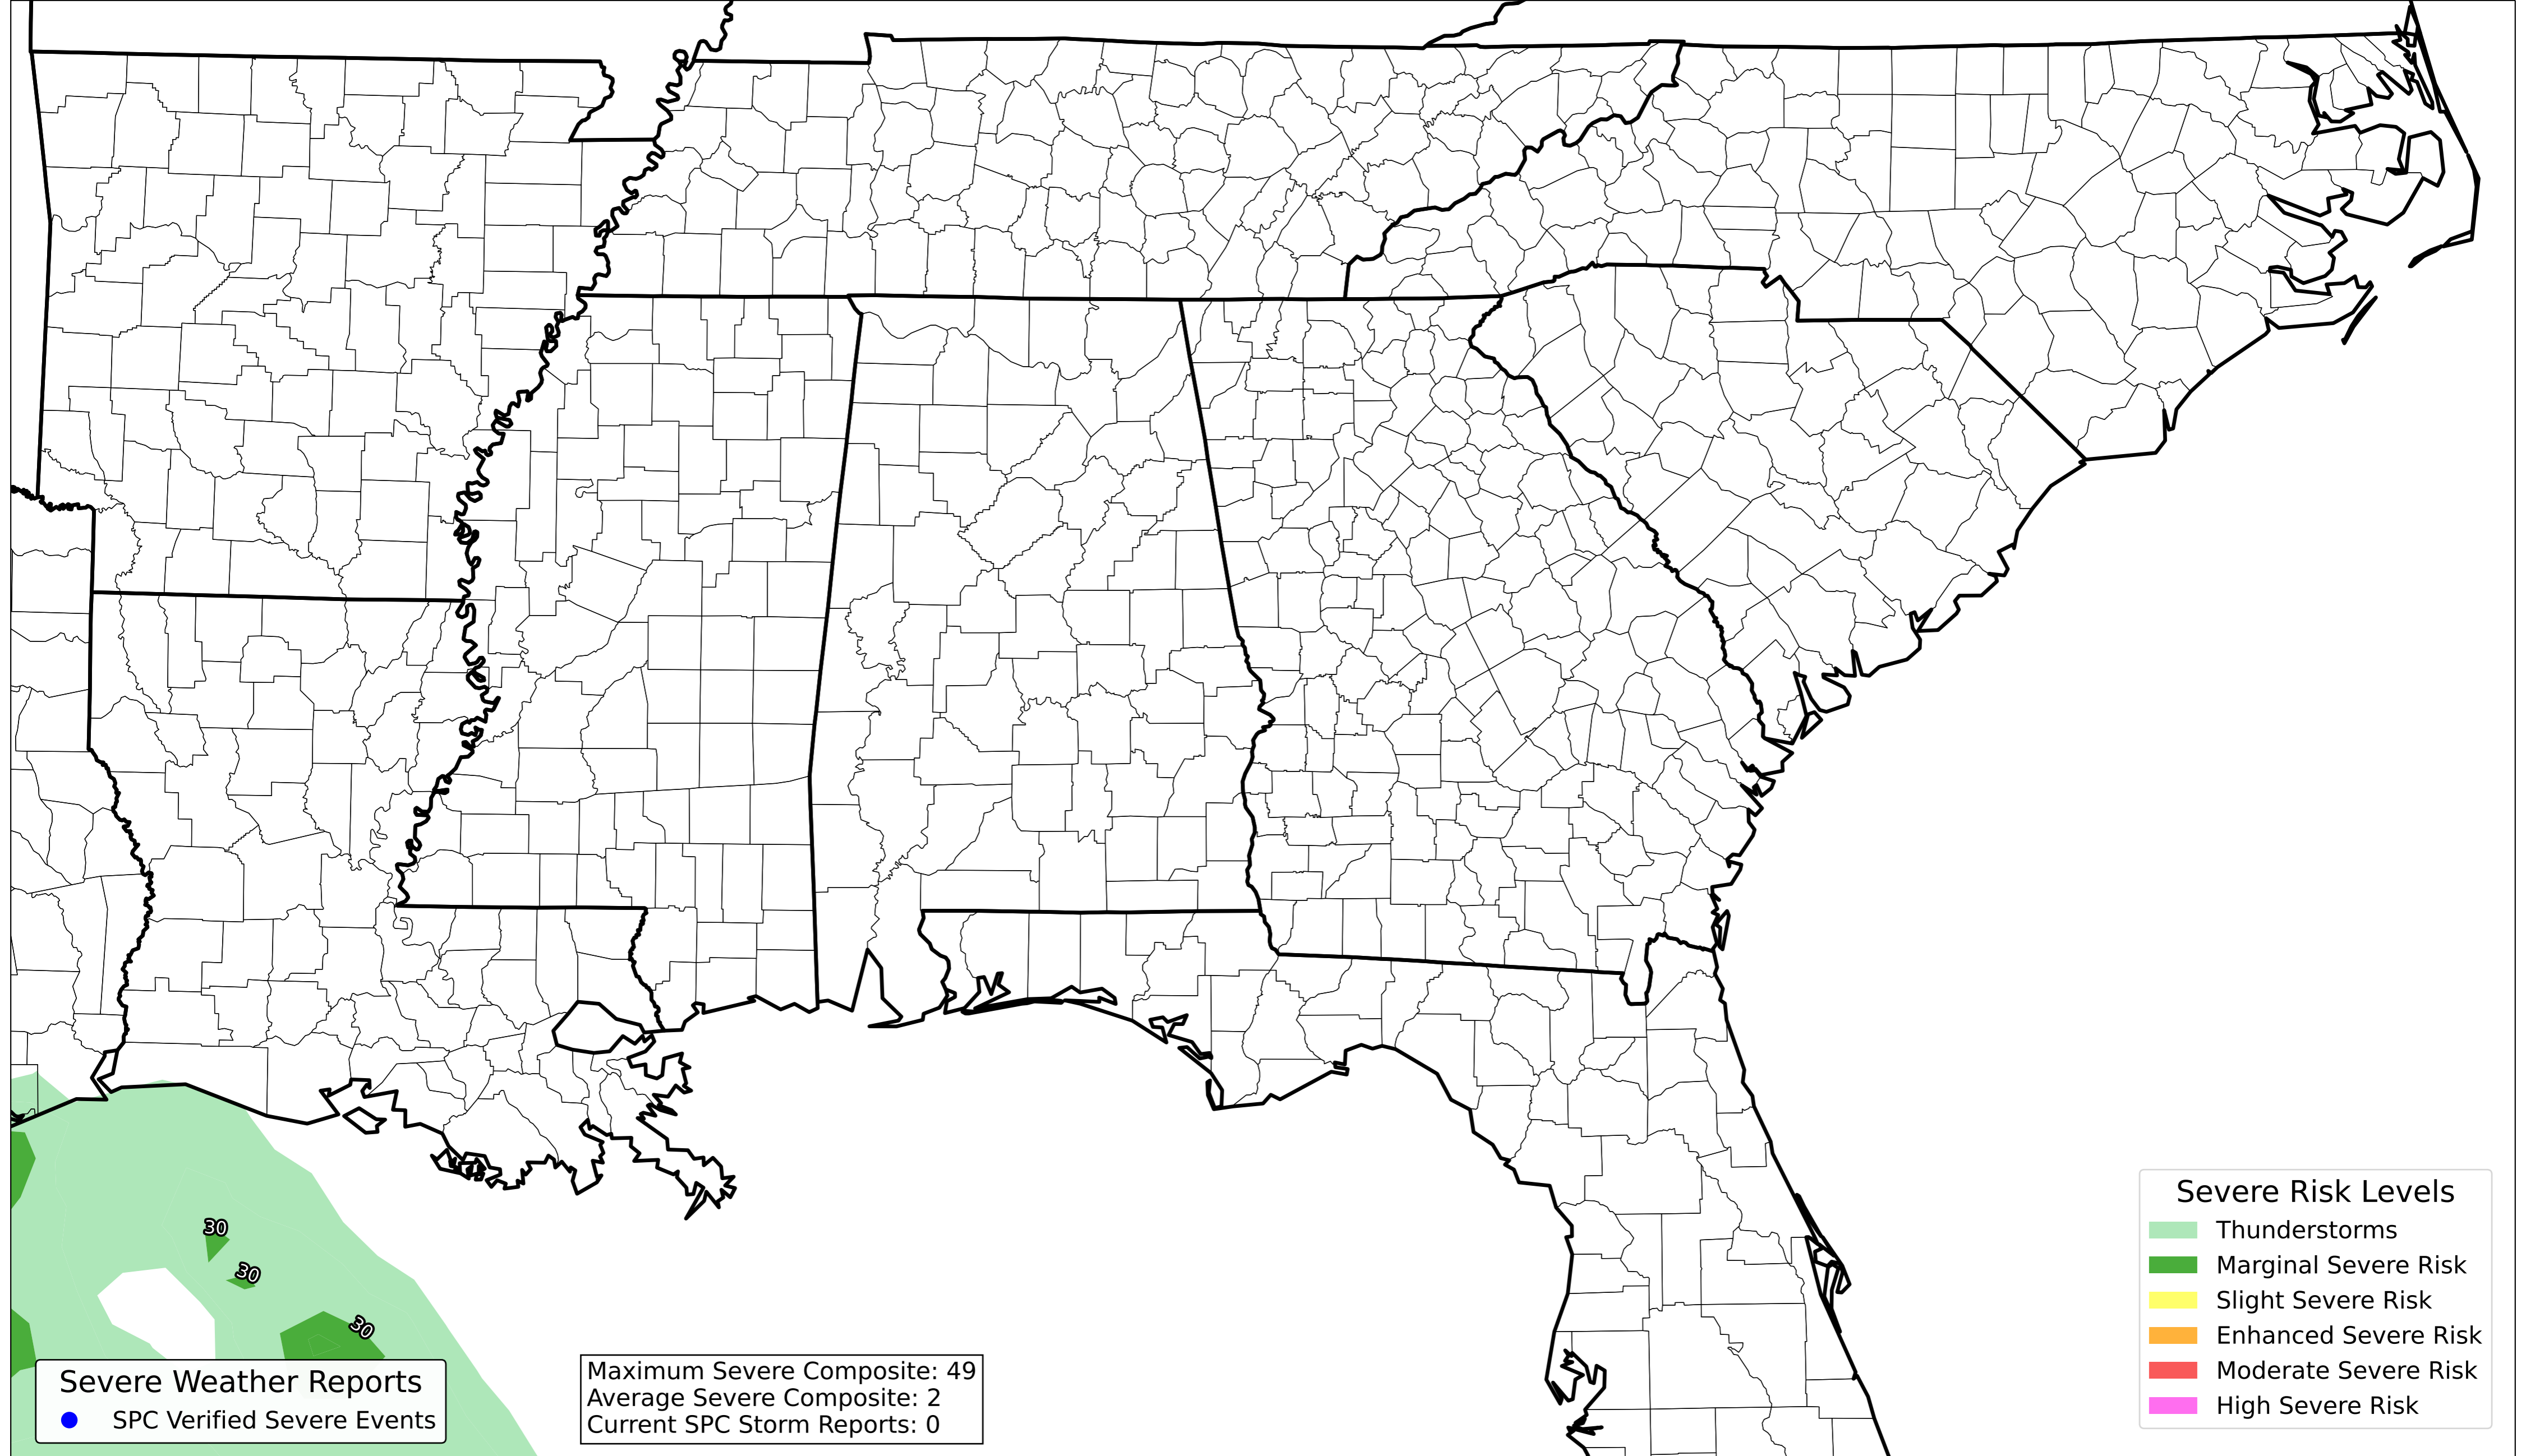 30
30
30
Severe Weather Reports
SPC Verified Severe Events
Maximum Severe Composite: 49
Average Severe Composite: 2
Current SPC Storm Reports: 0
Severe Risk Levels
Thunderstorms
Marginal Severe Risk
Slight Severe Risk
Enhanced Severe Risk
Moderate Severe Risk
High Severe Risk